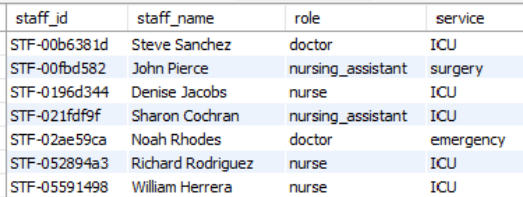 staff_id staff_name role service
STF-00b6381d Steve Sanchez doctor ICU
STF-00fbd582 John Pierce nursing_assistant surgery
STF-0196d344 Denise Jacobs nurse ICU
STF-021fdf9f Sharon Cochran nursing_assistant ICU
STF-02ae59ca Noah Rhodes doctor emergency
STF-052894a3 Richard Rodriguez nurse ICU
STF-05591498 William Herrera nurse ICU